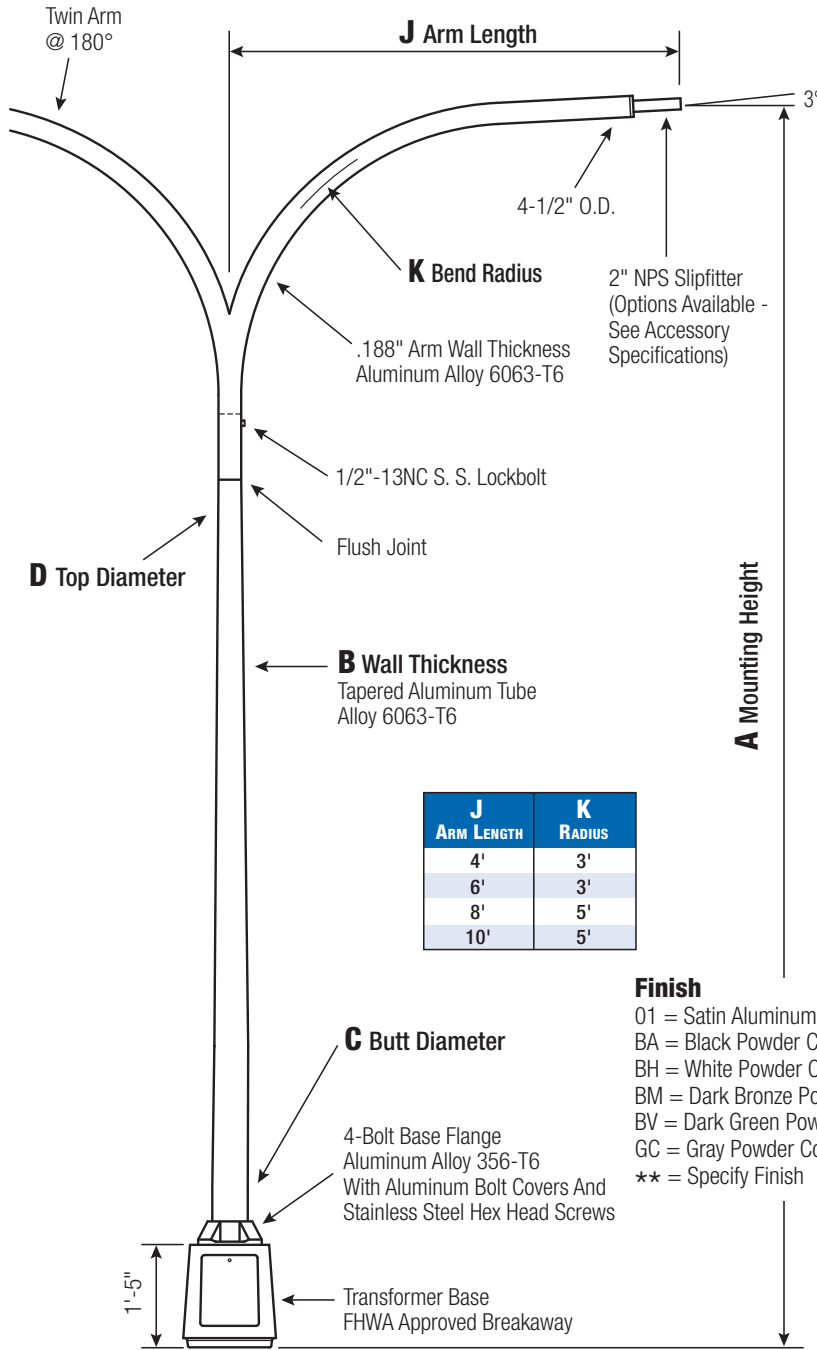 Twin Arm
@ 180°
J Arm Length
3°
4-1/2" O.D.
K Bend Radius
2" NPS Slipfitter
(Options Available -
See Accessory
Specifications)
.188" Arm Wall Thickness
Aluminum Alloy 6063-T6
1/2"-13NC S. S. Lockbolt
Flush Joint
D Top Diameter
A Mounting Height
B Wall Thickness
Tapered Aluminum Tube
Alloy 6063-T6
J K
ARM LENGTH RADIUS
4' 3'
6' 3'
8' 5'
10' 5'
Finish
01 = Satin Aluminum
BA = Black Powder
BH = White Powder
BM = Dark Bronze
BV = Dark Green
GC = Gray Powder
** = Specify Finish
C Butt Diameter
4-Bolt Base Flange
Aluminum Alloy 356-T6
With Aluminum Bolt Covers And
Stainless Steel Hex Head Screws
1'-5"
Transformer Base
FHWA Approved Breakaway